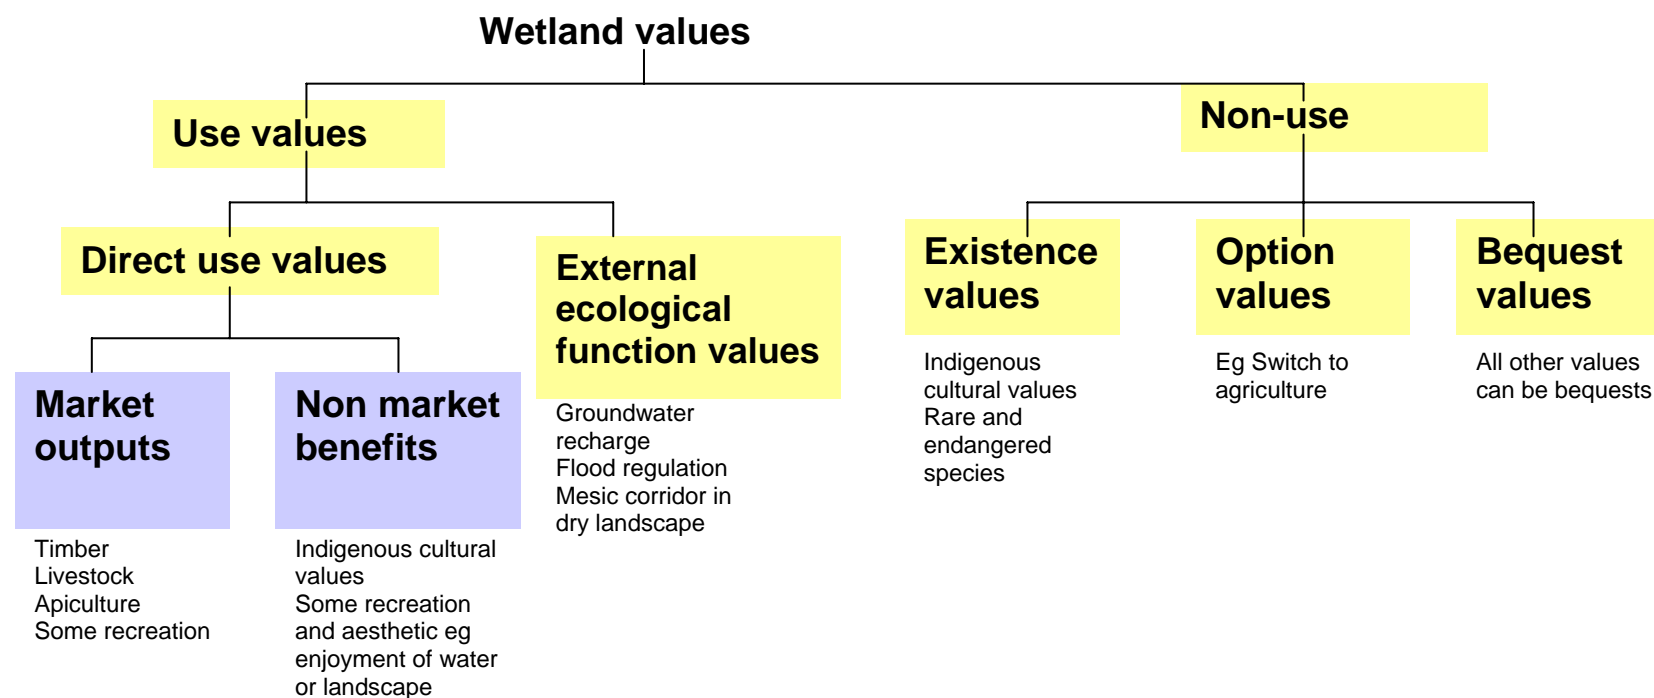 Wetland values
Use values
Non-use
Direct use values
External
ecological
function values
Existence
values
Option
values
Bequest
values
Market
outputs
Non market
benefits
Groundwater
recharge
Flood regulation
Mesic corridor in
dry landscape
Indigenous
cultural values
Rare and
endangered
species
Eg Switch to
agriculture
All other values
can be bequests
Timber
Livestock
Apiculture
Some recreation
Indigenous cultural
values
Some recreation
and aesthetic eg
enjoyment of water
or landscape